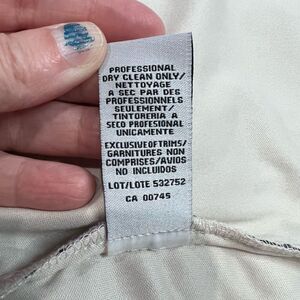 PROFESSIONAL
DRY CLEAN ONLY/
NETTOYAGE
A SEC PAR DES
PROFESSIONNELS
SEULEMENT/
TINTORERIA A
SECO PROFESIONAL
UNICAMENTE
EXCLUSIVE OF TRIMS/
GARNITURES NON
COMPRISES/AVIOS
NO INCLUIDOS
LOT/LOTE 532752
CA 00745